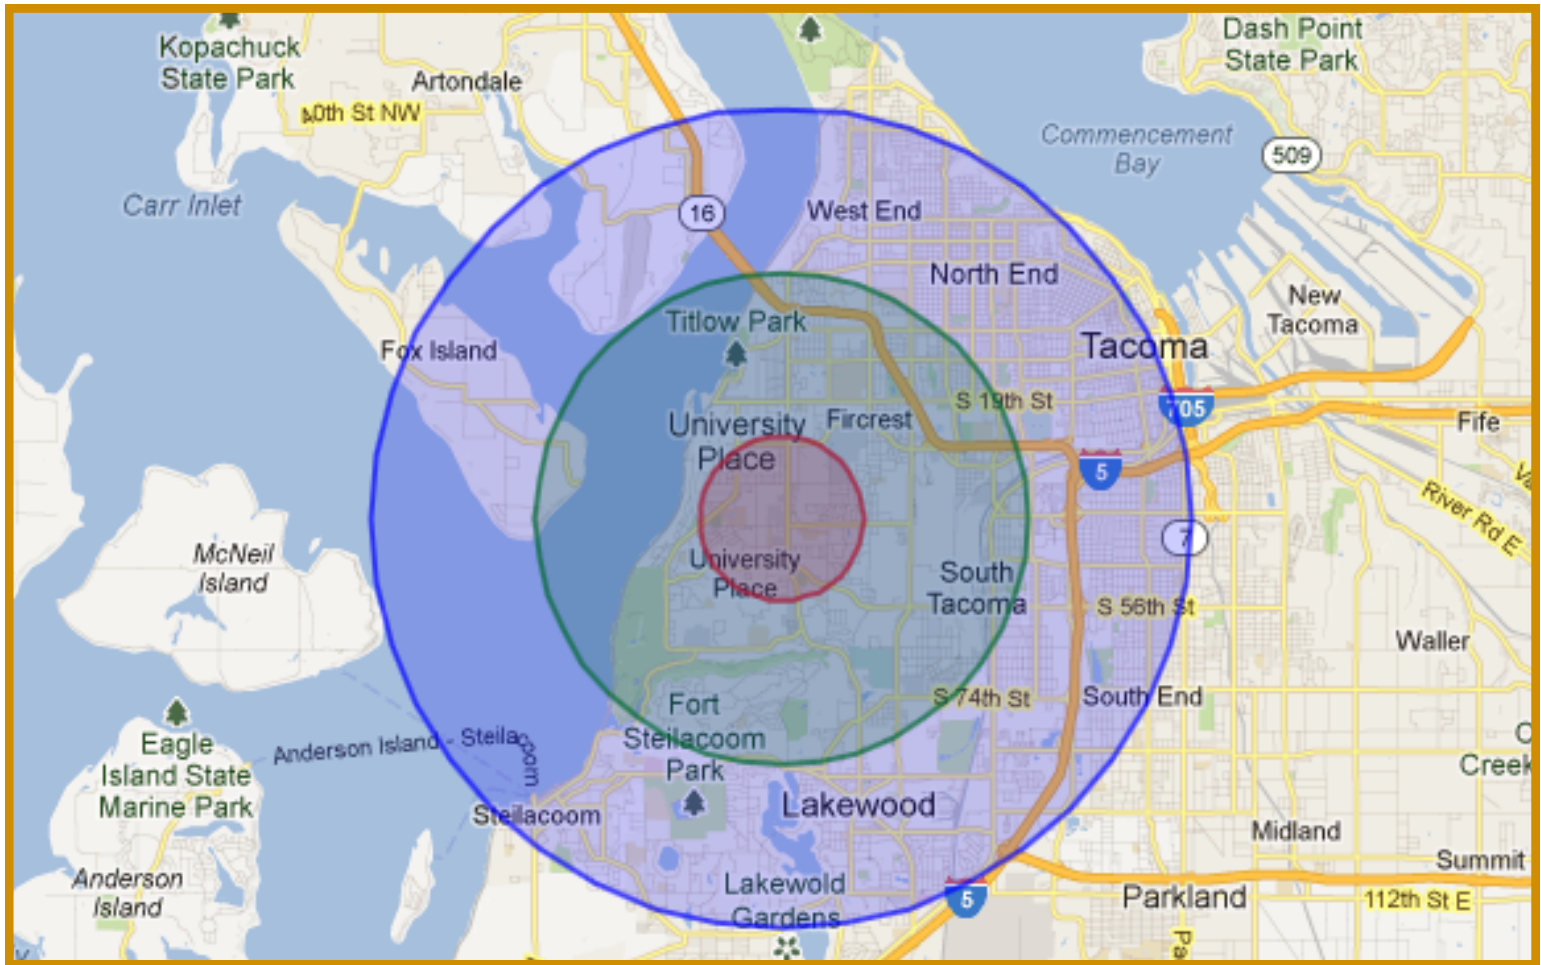 Kopachuck
State Park
Dash Point
State Park
Artondale
40th St NW
Commencement
Bay
509
Carr Inlet
16
West End
North End
New
Tacoma
Titlow Park
Tacoma
Fox Island
S 19th St
705
University
Place
Fircrest
Fife
5
River Rd E
7
McNeil
Island
University
Place
South
Tacoma
S 56th St
Waller
Fort
Steilacoom
Park
S 74th St
South End
Eagle
Island State
Marine Park
Anderson Island - Steilacoom
C
Creek
Steilacoom
Lakewood
Midland
Summit
Anderson
Island
Lakewold
Gardens
5
Parkland
112th St E
Pa